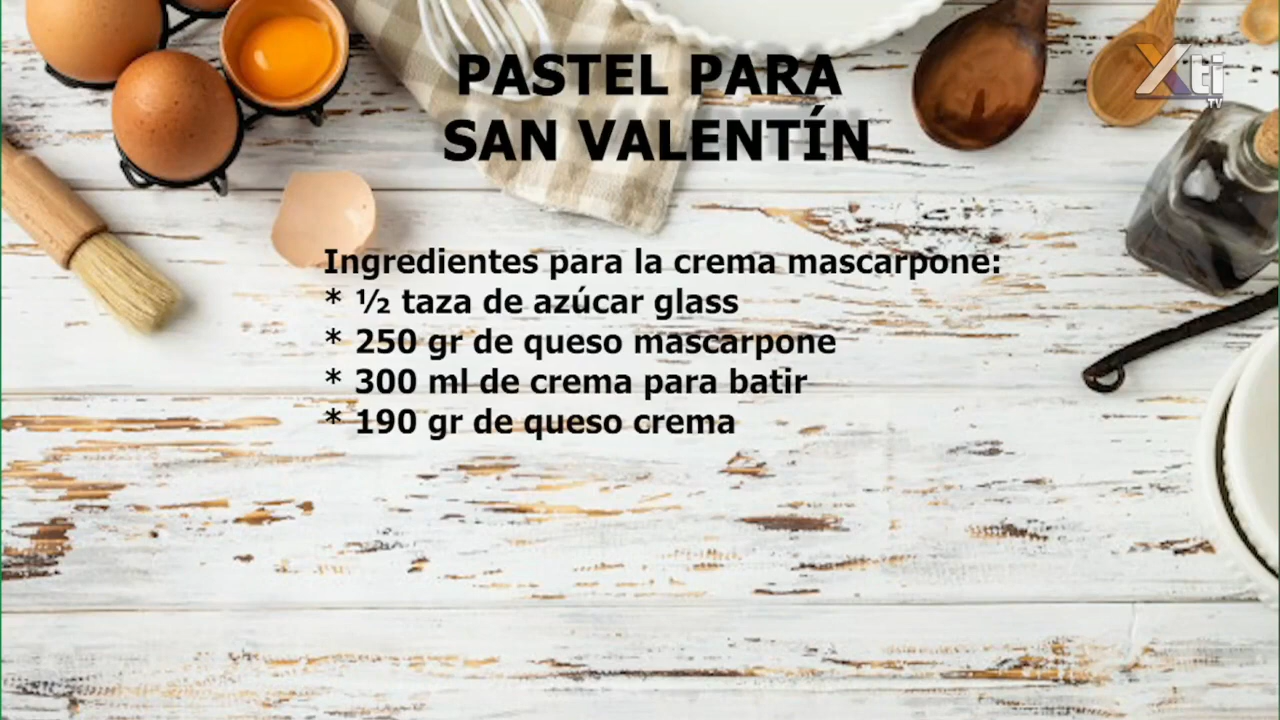 Xti
TV
PASTEL PARA
SAN VALENTÍN
Ingredientes para la crema mascarpone:
* ½ taza de azúcar glass
* 250 gr de queso mascarpone
* 300 ml de crema para batir
* 190 gr de queso crema